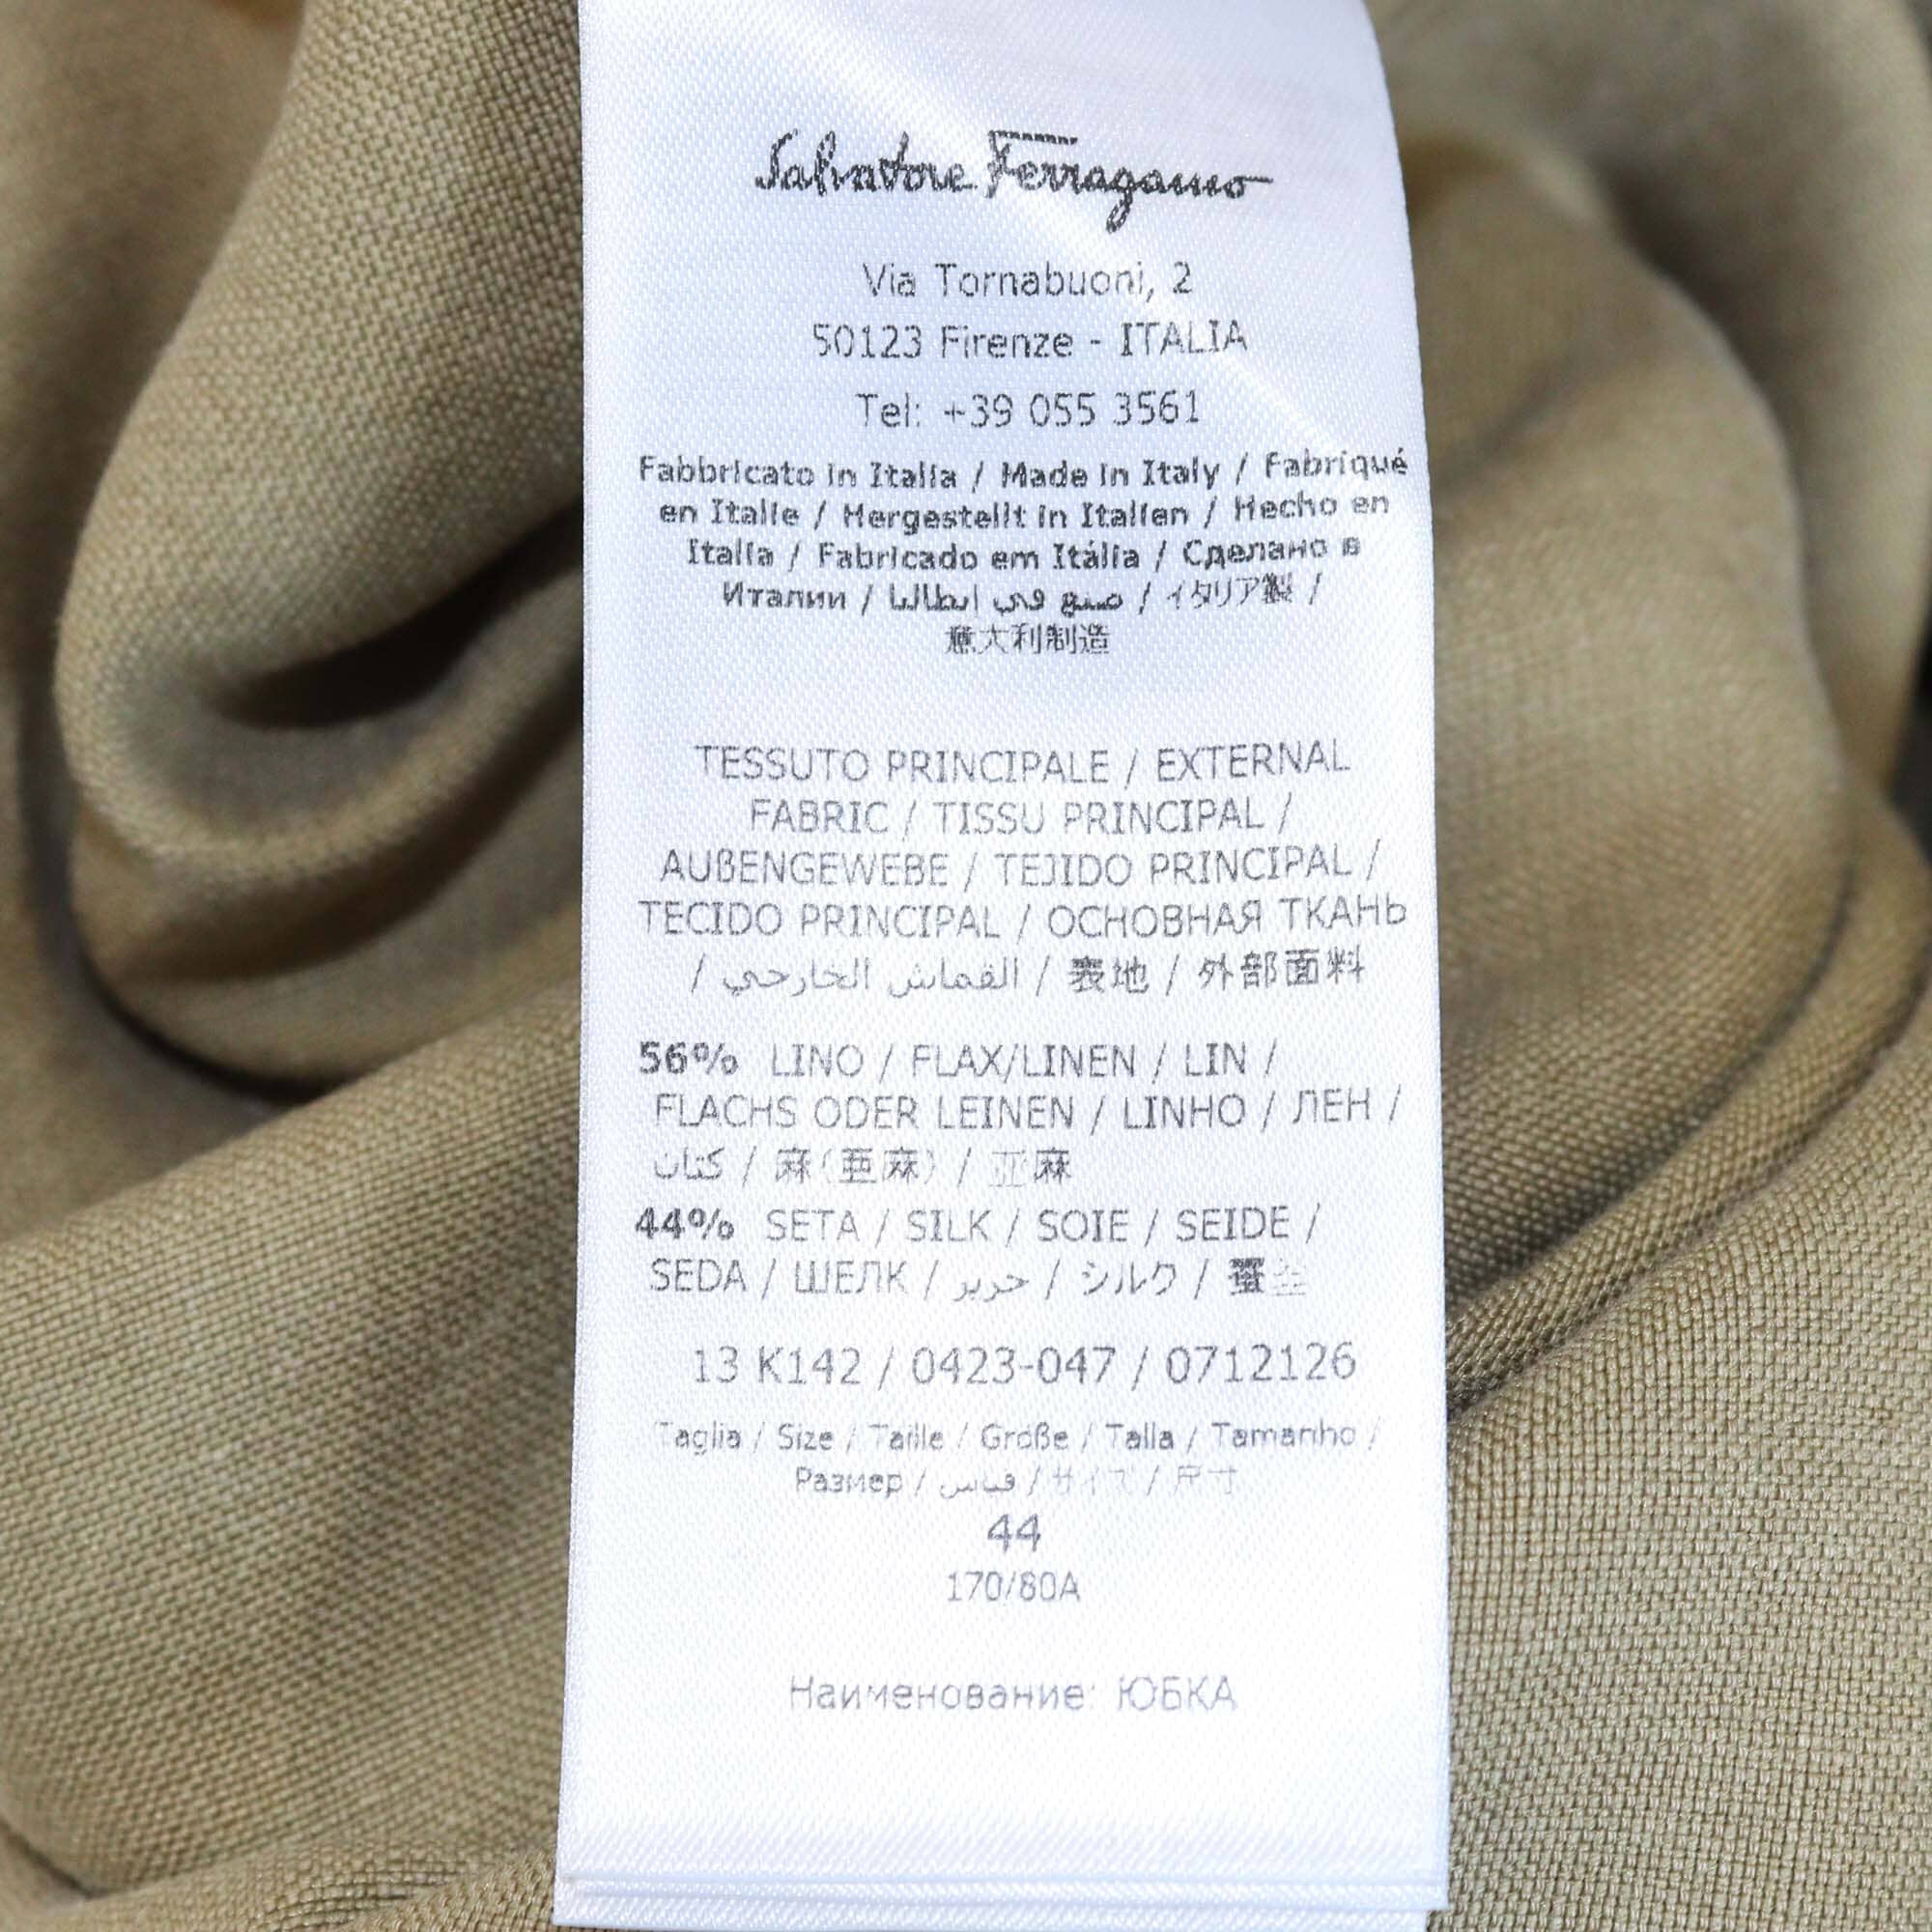 Salvatore Ferragamo
Via Tornabuoni, 2
50123 Firenze - ITALIA
Tel: +39 055 3561
Fabbricato in Italia / Made in Italy / Fabriqué
en Italie / Hergestellt in Italien / Hecho en
Italia / Fabricado em Itália / Сделано в
Италии / صنع في ايطاليا / イタリア製 /
意大利制造
TESSUTO PRINCIPALE / EXTERNAL
FABRIC / TISSU PRINCIPAL /
AUßENGEWEBE / TEJIDO PRINCIPAL /
TECIDO PRINCIPAL / ОСНОВНАЯ ТКАНЬ
/ القماش الخارجي / 表地 / 外部面料
56% LINO / FLAX/LINEN / LIN /
FLACHS ODER LEINEN / LINHO / ЛЕН /
كتان / 麻(亜麻) / 亚麻
44% SETA / SILK / SOIE / SEIDE /
SEDA / ШЕЛК / حرير / シルク / 蚕丝
13 K142 / 0423-047 / 0712126
Taglia / Size / Taille / Größe / Talla / Tamanho /
Размер / قياس / サイズ / 尺寸
44
170/80A
Наименование: ЮБКА